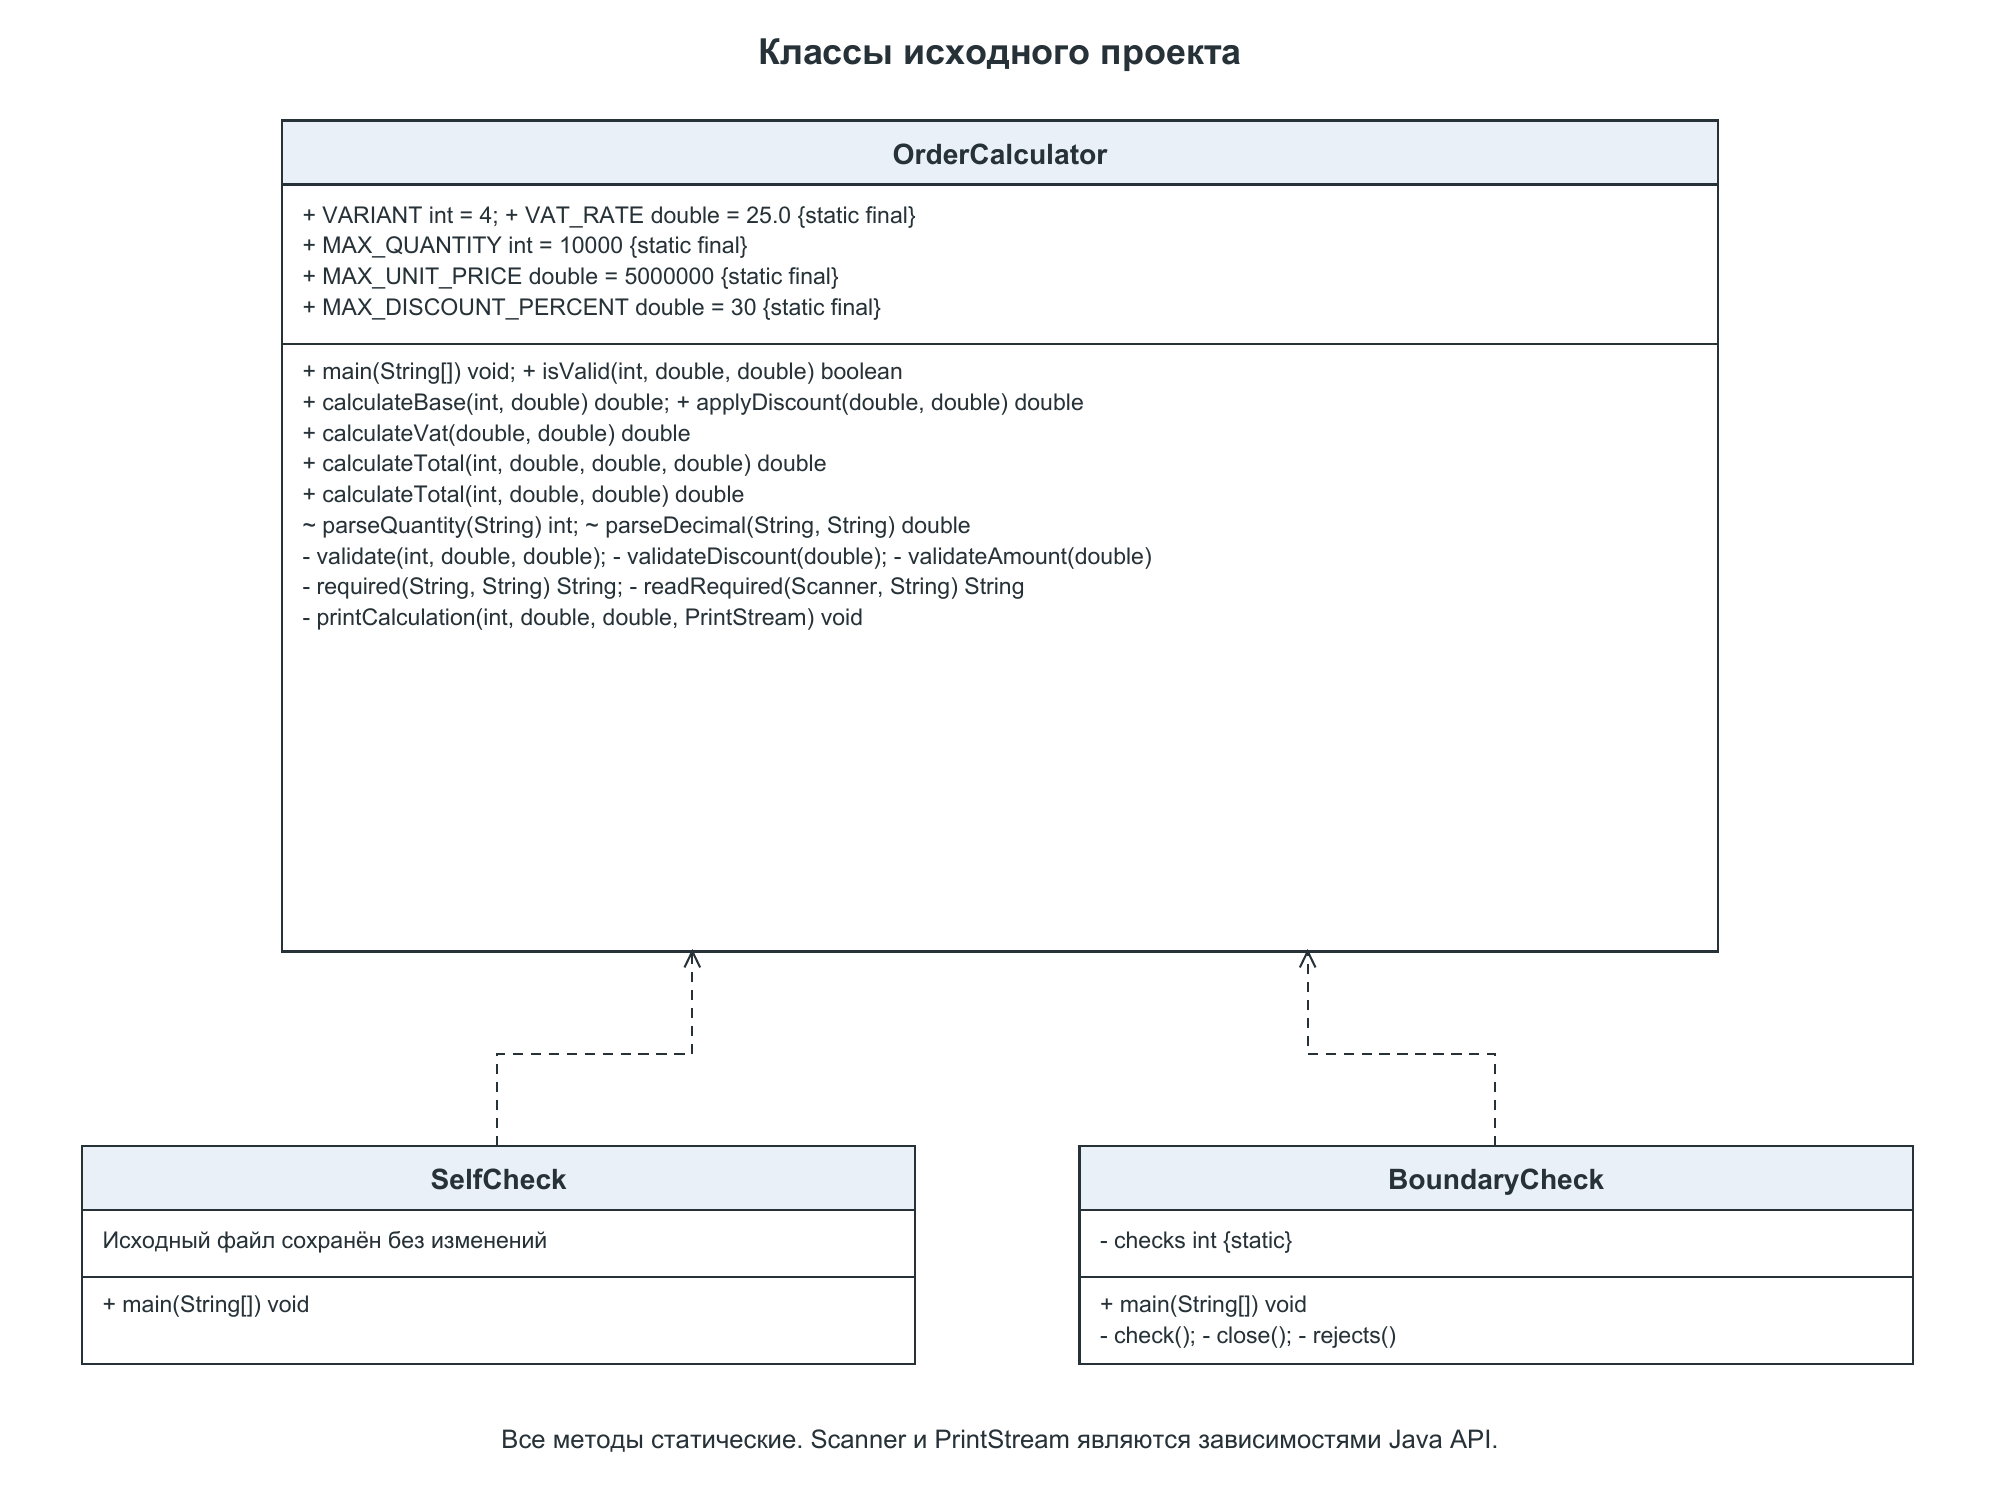 Классы исходного проекта
OrderCalculator
+ VARIANT int = 4; + VAT_RATE double = 25.0 {static final}
+ MAX_QUANTITY int = 10000 {static final}
+ MAX_UNIT_PRICE double = 5000000 {static final}
+ MAX_DISCOUNT_PERCENT double = 30 {static final}
+ main(String[]) void; + isValid(int, double, double) boolean
+ calculateBase(int, double) double; + applyDiscount(double, double) double
+ calculateVat(double, double) double
+ calculateTotal(int, double, double, double) double
+ calculateTotal(int, double, double) double
~ parseQuantity(String) int; ~ parseDecimal(String, String) double
- validate(int, double, double); - validateDiscount(double); - validateAmount(double)
- required(String, String) String; - readRequired(Scanner, String) String
- printCalculation(int, double, double, PrintStream) void
SelfCheck
Исходный файл сохранён без изменений
+ main(String[]) void
BoundaryCheck
- checks int {static}
+ main(String[]) void
- check(); - close(); - rejects()
Все методы статические. Scanner и PrintStream являются зависимостями Java API.